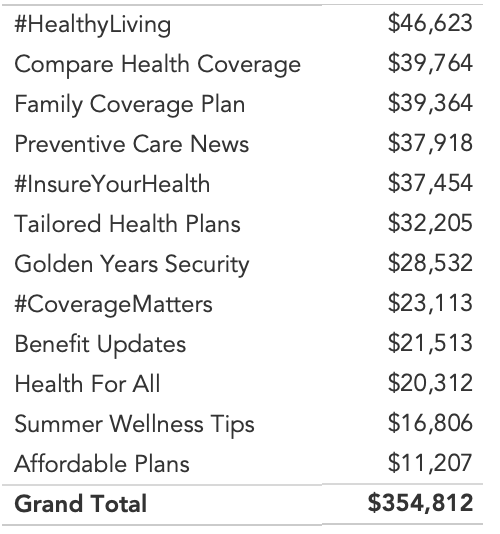 #HealthyLiving $46,623
Compare Health Coverage $39,764
Family Coverage Plan $39,364
Preventive Care News $37,918
#InsureYourHealth $37,454
Tailored Health Plans $32,205
Golden Years Security $28,532
#CoverageMatters $23,113
Benefit Updates $21,513
Health For All $20,312
Summer Wellness Tips $16,806
Affordable Plans $11,207
Grand Total $354,812